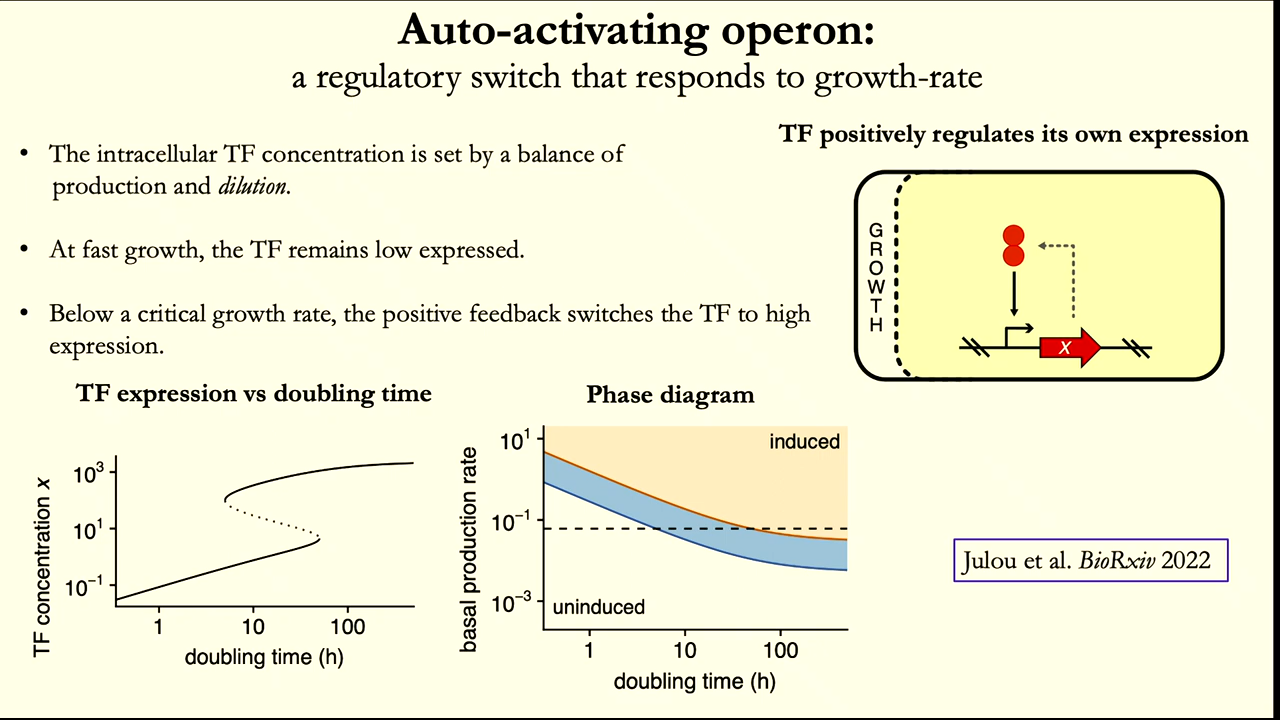 Auto-activating operon:
a regulatory switch that responds to growth-rate
• The intracellular TF concentration is set by a balance of
production and dilution.
• At fast growth, the TF remains low expressed.
• Below a critical growth rate, the positive feedback switches the TF to high
expression.
TF positively regulates its own expression
GROWTH
X
TF expression vs doubling time
TF concentration x
10³
10¹
10⁻¹
1 10 100
doubling time (h)
Phase diagram
basal production rate
10¹
10⁻¹
10⁻³
induced
uninduced
1 10 100
doubling time (h)
Julou et al. BioRxiv 2022